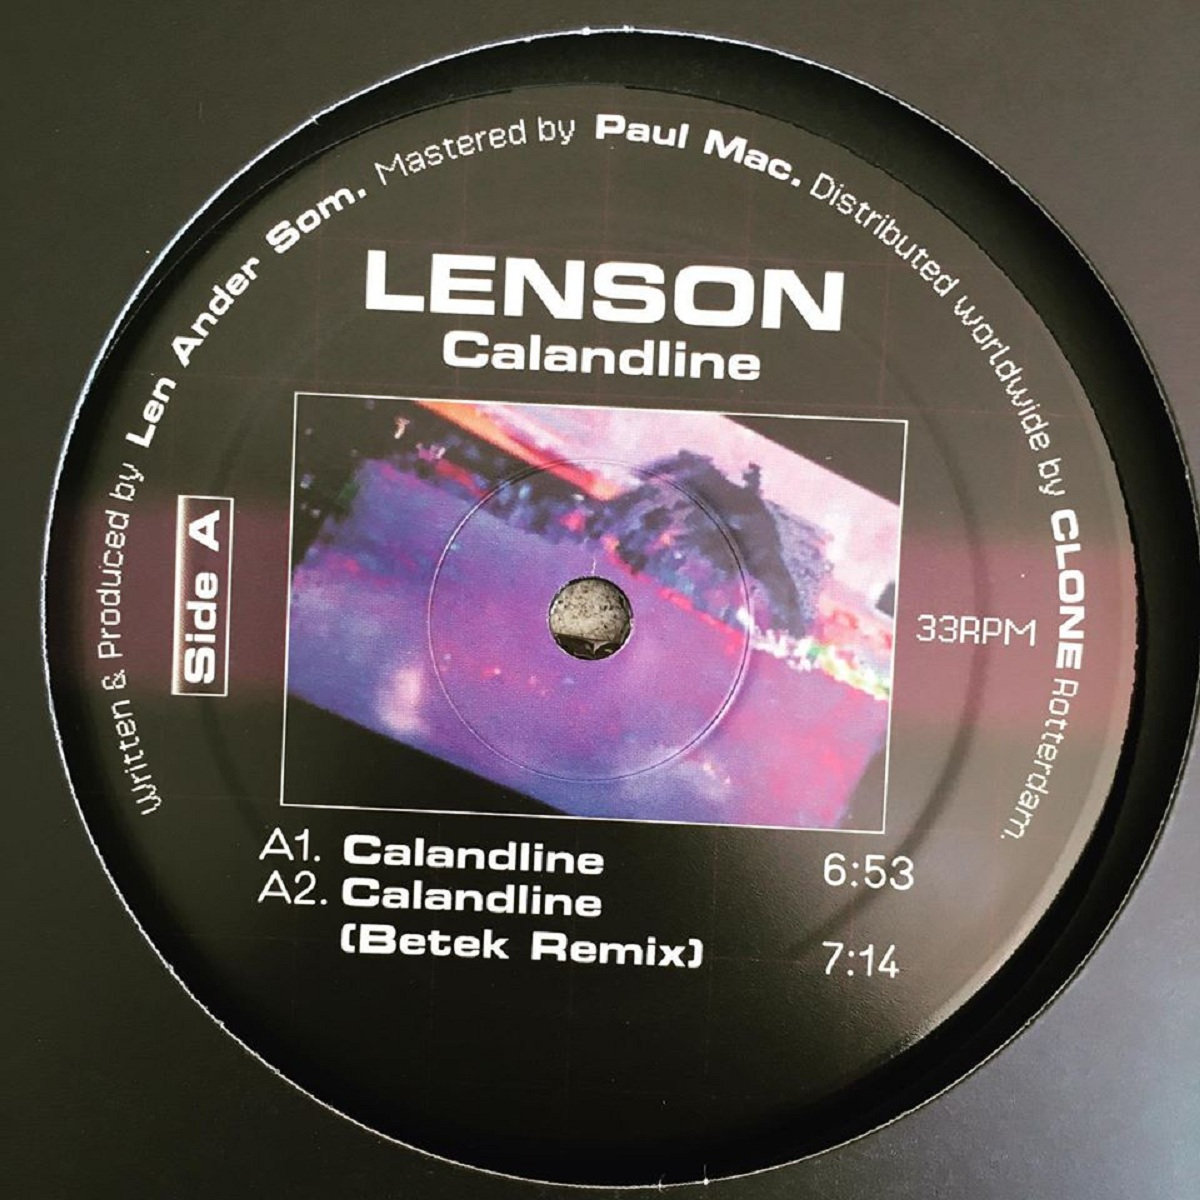 Written & Produced by Len Ander Som. Mastered by Paul Mac. Distributed worldwide by CLONE Rotterdam.
LENSON
Calandline
Side A
33RPM
A1. Calandline 6:53
A2. Calandline
(Betek Remix) 7:14